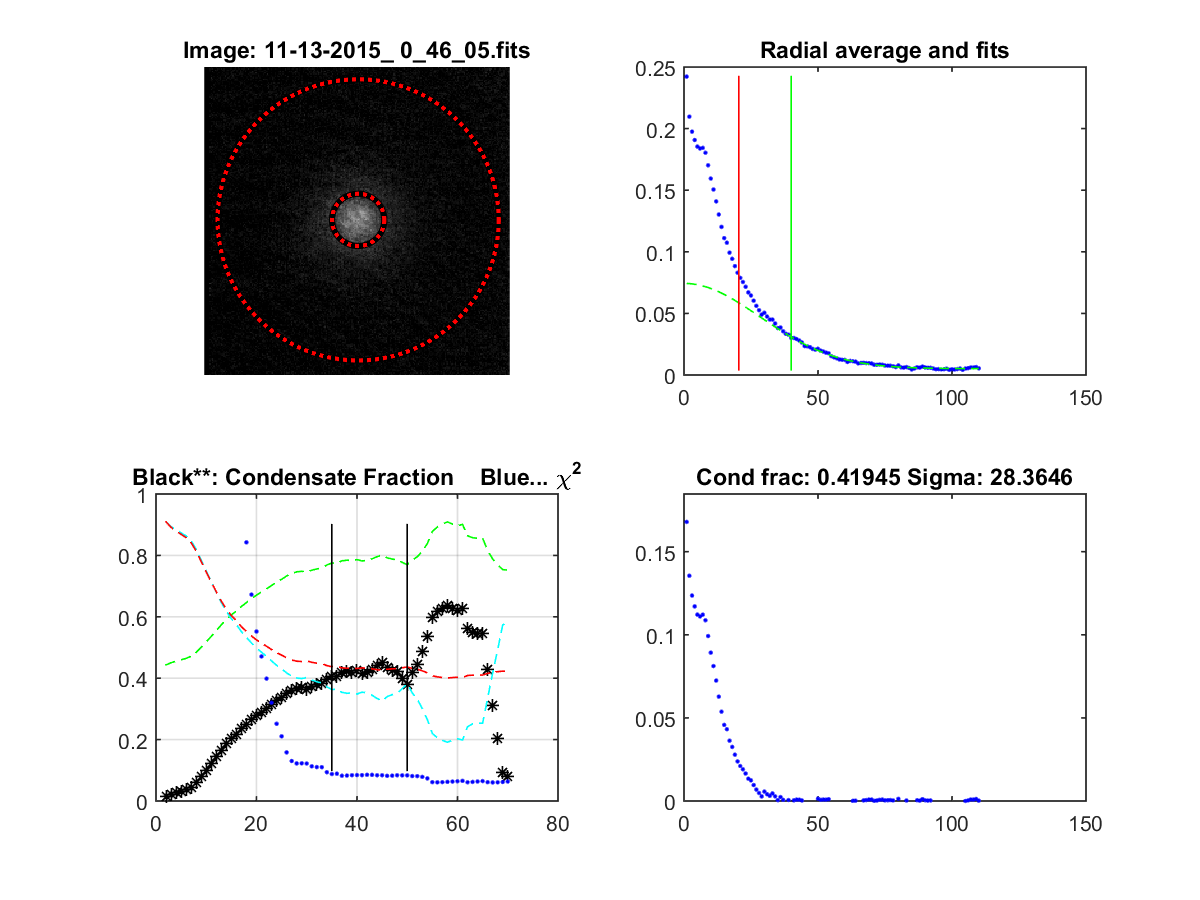 Image: 11-13-2015_ 0_46_05.fits
Radial average and fits
0.25
0.2
0.15
0.1
0.05
0
0 50 100 150
Black**: Condensate Fraction Blue... χ²
1
0.8
0.6
0.4
0.2
0
0 20 40 60 80
Cond frac: 0.41945 Sigma: 28.3646
0.15
0.1
0.05
0
0 50 100 150